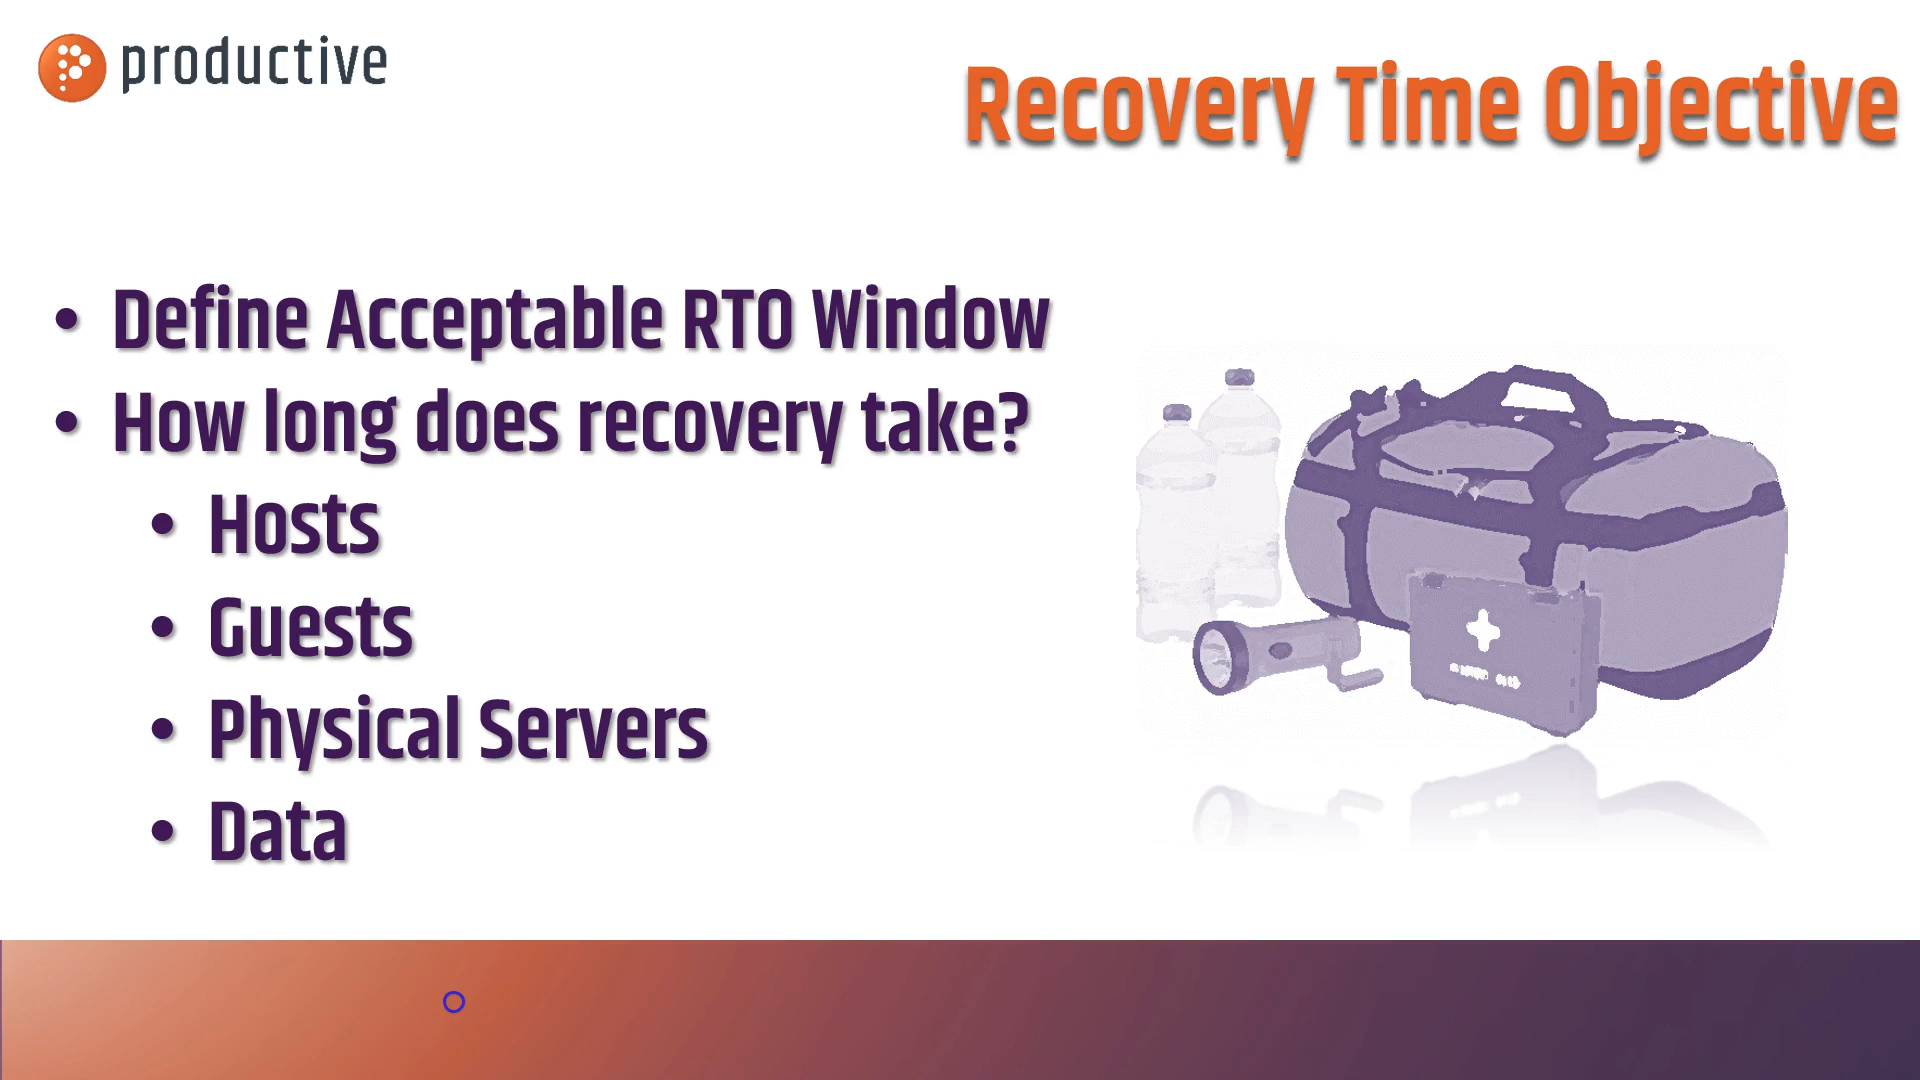 productive
Recovery Time Objective
• Define Acceptable RTO Window
• How long does recovery take?
• Hosts
• Guests
• Physical Servers
• Data